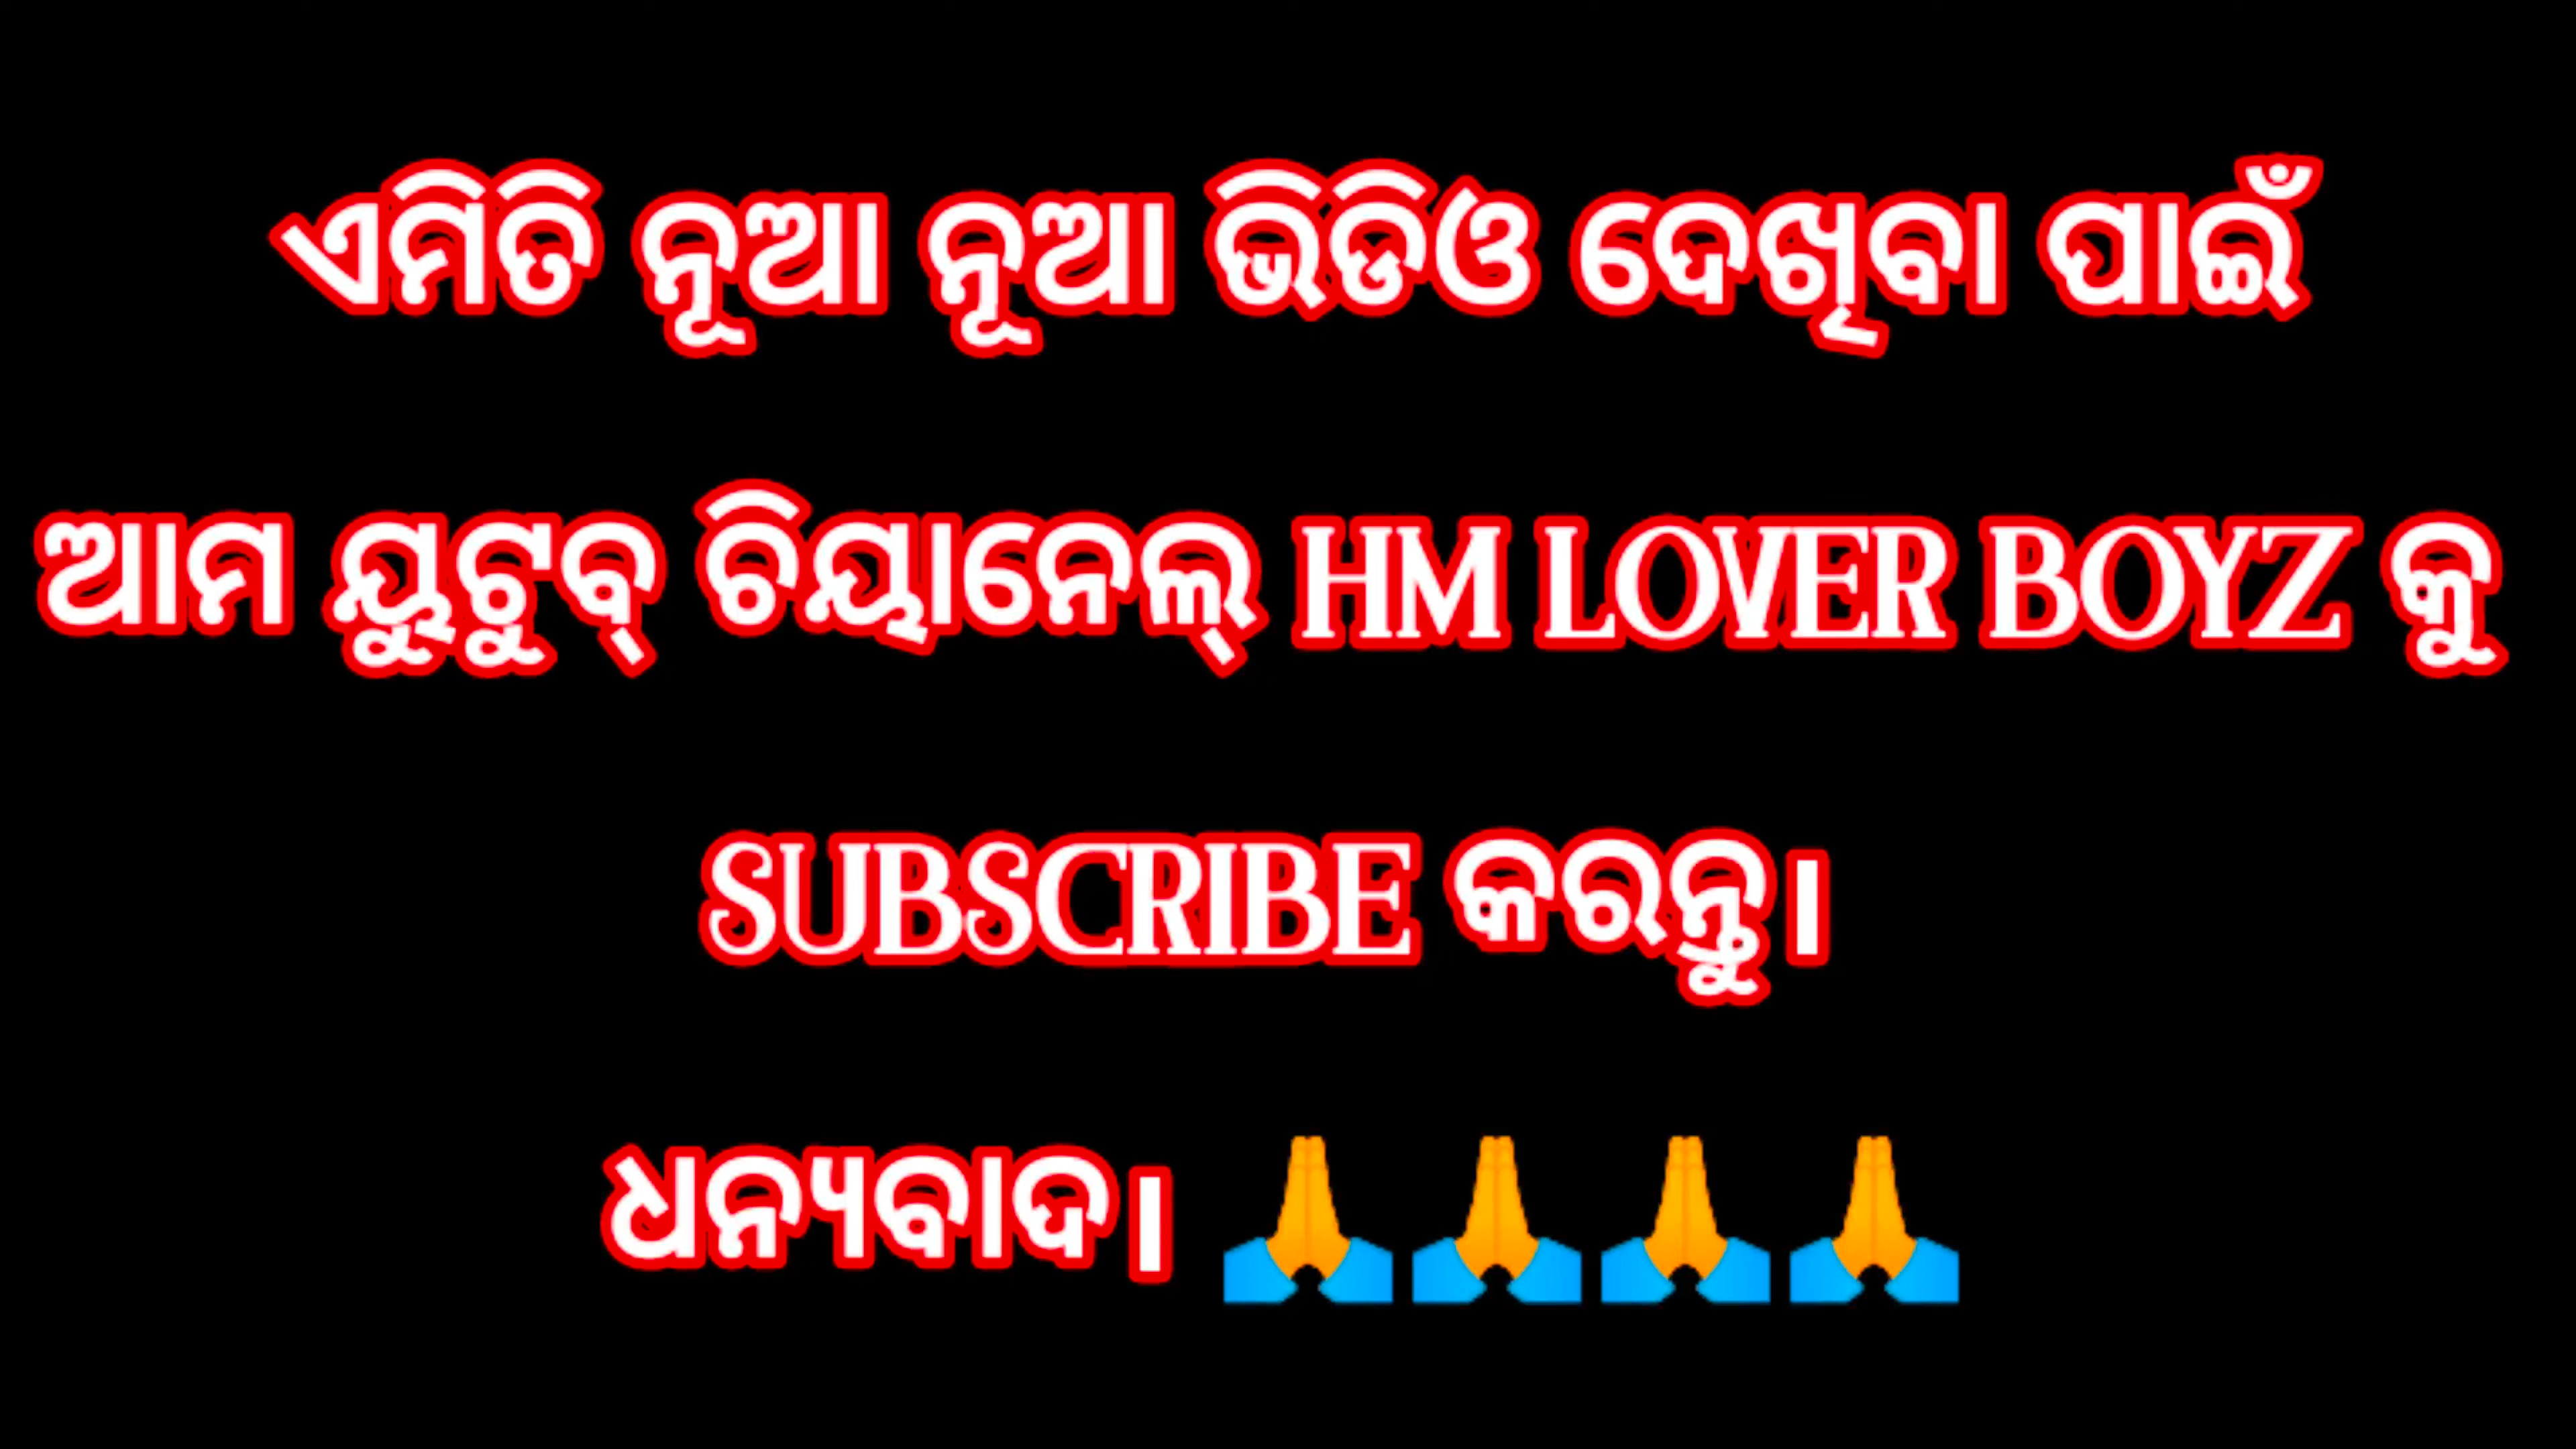 ଏମିତି ନୂଆ ନୂଆ ଭିଡିଓ ଦେଖିବା ପାଇଁ
ଆମ ୟୁଟୁବ୍ ଚିୟାନେଲ୍ HM LOVER BOYZ କୁ
SUBSCRIBE କରନ୍ତୁ।
ଧନ୍ୟବାଦ। 🙏🙏🙏🙏